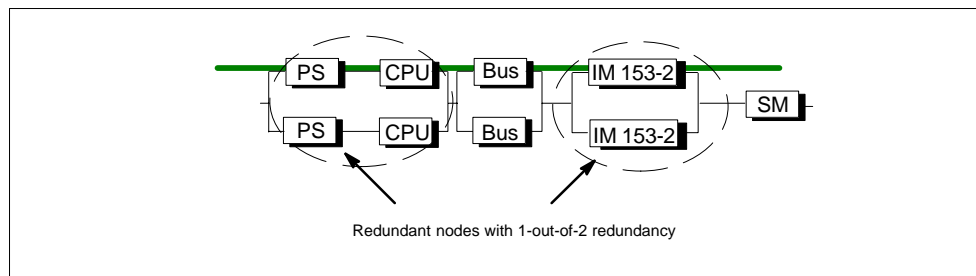 PS CPU Bus IM 153-2
SM
PS CPU Bus IM 153-2
Redundant nodes with 1-out-of-2 redundancy